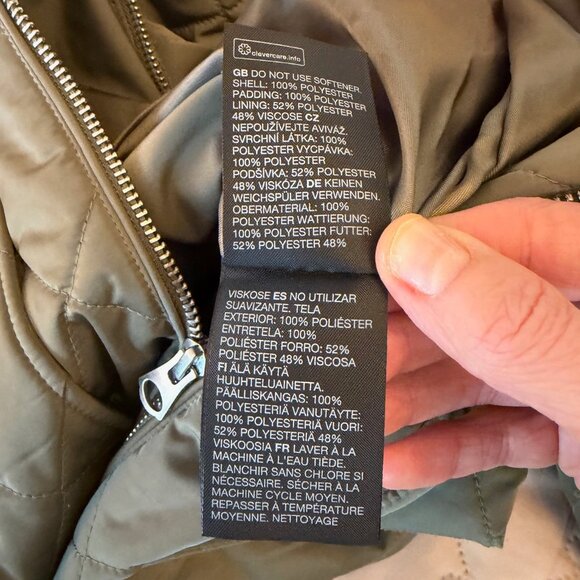 clevercare.info
GB DO NOT USE SOFTENER.
SHELL: 100% POLYESTER
PADDING: 100% POLYESTER
LINING: 52% POLYESTER
48% VISCOSE CZ
NEPOUŽÍVEJTE AVIVÁŽ.
SVRCHNÍ LÁTKA: 100%
POLYESTER VYCPÁVKA:
100% POLYESTER
PODŠÍVKA: 52% POLYESTER
48% VISKÓZA DE KEINEN
WEICHSPÜLER VERWENDEN.
OBERMATERIAL: 100%
POLYESTER WATTIERUNG:
100% POLYESTER FUTTER:
52% POLYESTER 48%
VISKOSE ES NO UTILIZAR
SUAVIZANTE. TELA
EXTERIOR: 100% POLIÉSTER
ENTRETELA: 100%
POLIÉSTER FORRO: 52%
POLIÉSTER 48% VISCOSA
FI ÄLÄ KÄYTÄ
HUUHTELUAINETTA.
PÄÄLLISKANGAS: 100%
POLYESTERIÄ VANUTÄYTE:
100% POLYESTERIÄ VUORI:
52% POLYESTERIÄ 48%
VISKOOSIA FR LAVER À LA
MACHINE À L'EAU TIÈDE.
BLANCHIR SANS CHLORE SI
NÉCESSAIRE. SÉCHER À LA
MACHINE CYCLE MOYEN.
REPASSER À TEMPÉRATURE
MOYENNE. NETTOYAGE